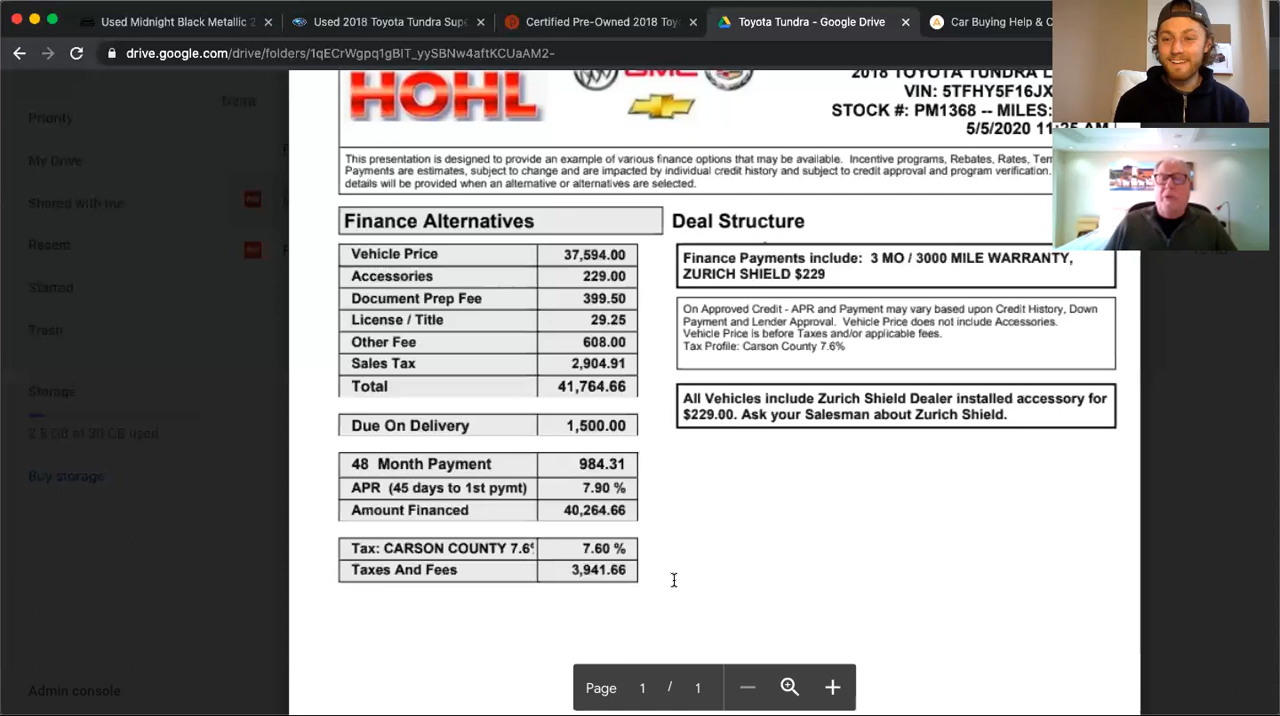 Used Midnight Black Metallic 2
Used 2018 Toyota Tundra Supe
Certified Pre-Owned 2018 Toyo
Toyota Tundra - Google Drive
Car Buying Help & C
drive.google.com/drive/folders/1qECrWgpq1gBIT_yySBNw4a1tKCUaAM2-
Priority
My Drive
Shared with me
Recent
Starred
Trash
Storage
Buy storage
Admin console
HOHL
GMC
2018 TOYOTA TUNDRA L
VIN: 5TFHY5F16JX
STOCK #: PM1368 -- MILES:
5/5/2020 11:25 AM
This presentation is designed to provide an example of various finance options that may be available. Incentive programs, Rebates, Rates, Ter
Payments are estimates, subject to change and are impacted by individual credit history and subject to credit approval and program verification.
details will be provided when an alternative or alternatives are selected.
Finance Alternatives
Vehicle Price 37,594.00
Accessories 229.00
Document Prep Fee 399.50
License / Title 29.25
Other Fee 608.00
Sales Tax 2,904.91
Total 41,764.66
Due On Delivery 1,500.00
48 Month Payment 984.31
APR (45 days to 1st pymt) 7.90 %
Amount Financed 40,264.66
Tax: CARSON COUNTY 7.6% 7.60 %
Taxes And Fees 3,941.66
Deal Structure
Finance Payments include: 3 MO / 3000 MILE WARRANTY,
ZURICH SHIELD $229
On Approved Credit - APR and Payment may vary based upon Credit History, Down
Payment and Lender Approval. Vehicle Price does not include Accessories.
Vehicle Price is before Taxes and/or applicable fees.
Tax Profile: Carson County 7.6%
All Vehicles include Zurich Shield Dealer installed accessory for
$229.00. Ask your Salesman about Zurich Shield.
Page 1 / 1